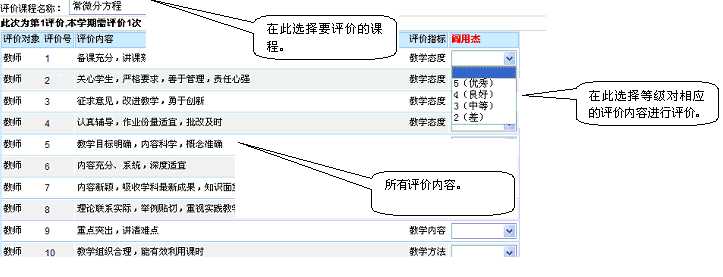 评价课程名称： 常微分方程
此次为第1评价,本学期需评价1次
评价对象 评价号 评价内容 评价指标 阎用杰
教师 1 备课充分，讲课 教学态度
教师 2 关心学生，严格要求，善于管理，责任心强 教学态度
教师 3 征求意见，改进教学，勇于创新 教学态度
教师 4 认真辅导，作业份量适宜，批改及时 教学态度
教师 5 教学目标明确，内容科学，概念准确
教师 6 内容充分、系统，深度适宜
教师 7 内容新颖，吸收学科最新成果，知识面
教师 8 理论联系实际，举例贴切，重视实践教
教师 9 重点突出，讲清难点 教学内容
教师 10 教学组织合理，能有效利用课时 教学方法
5（优秀）
4（良好）
3（中等）
2（差）
在此选择要评价的课
程。
在此选择等级对相应
的评价内容进行评价。
所有评价内容。